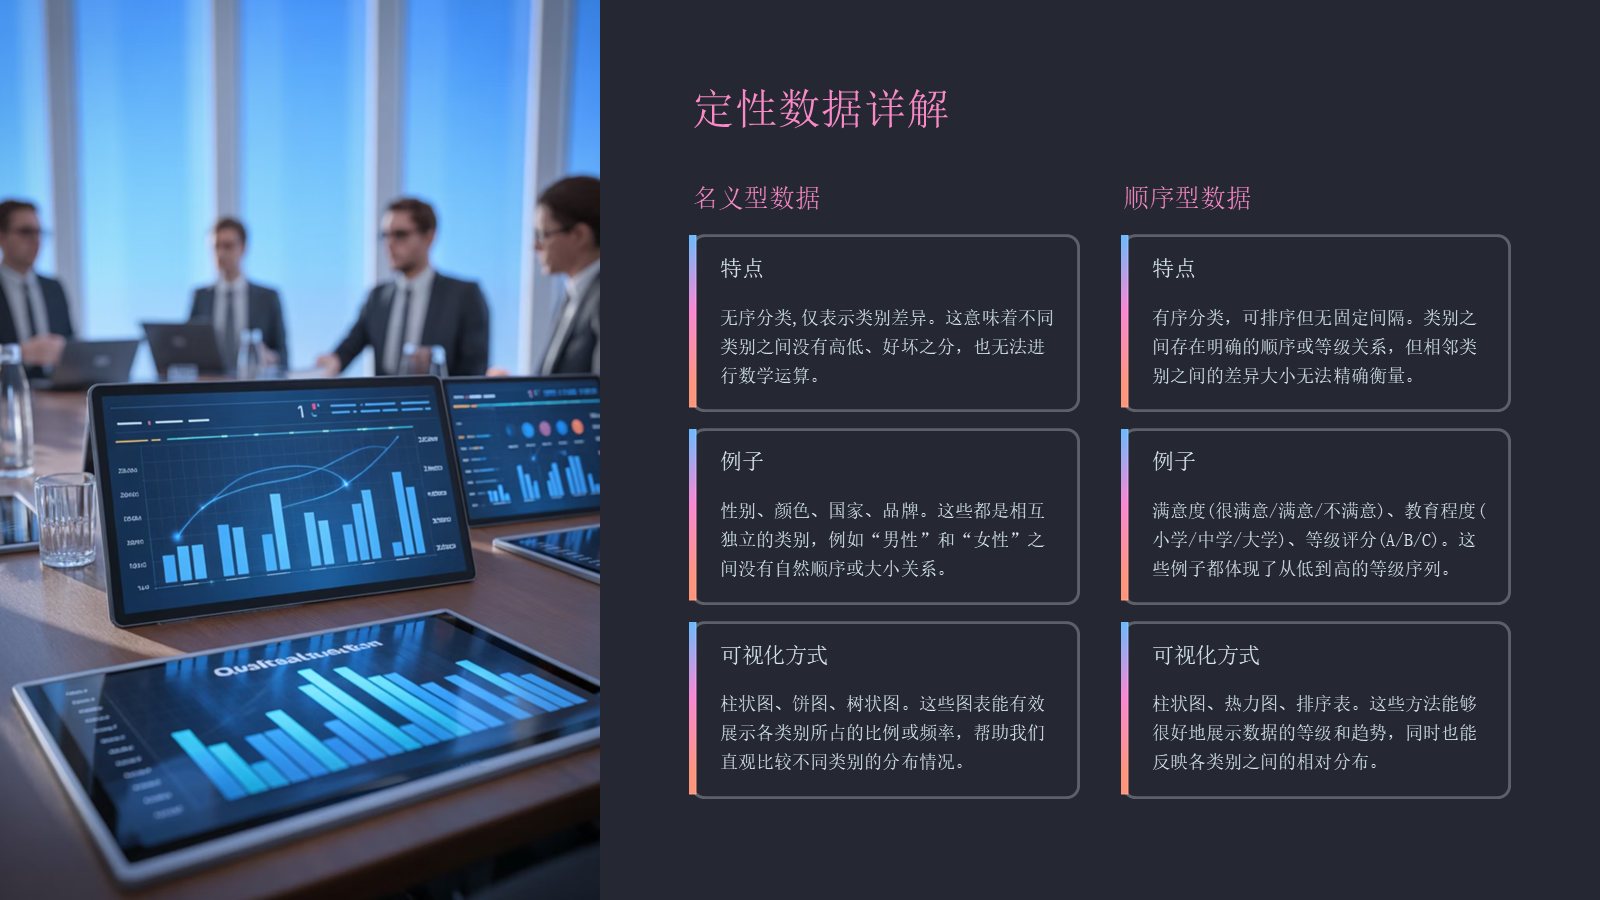 定性数据详解
名义型数据
特点
无序分类,仅表示类别差异。这意味着不同
类别之间没有高低、好坏之分，也无法进
行数学运算。
例子
性别、颜色、国家、品牌。这些都是相互
独立的类别，例如“男性”和“女性”之
间没有自然顺序或大小关系。
可视化方式
柱状图、饼图、树状图。这些图表能有效
展示各类别所占的比例或频率，帮助我们
直观比较不同类别的分布情况。
顺序型数据
特点
有序分类，可排序但无固定间隔。类别之
间存在明确的顺序或等级关系，但相邻类
别之间的差异大小无法精确衡量。
例子
满意度(很满意/满意/不满意)、教育程度(
小学/中学/大学)、等级评分(A/B/C)。这
些例子都体现了从低到高的等级序列。
可视化方式
柱状图、热力图、排序表。这些方法能够
很好地展示数据的等级和趋势，同时也能
反映各类别之间的相对分布。